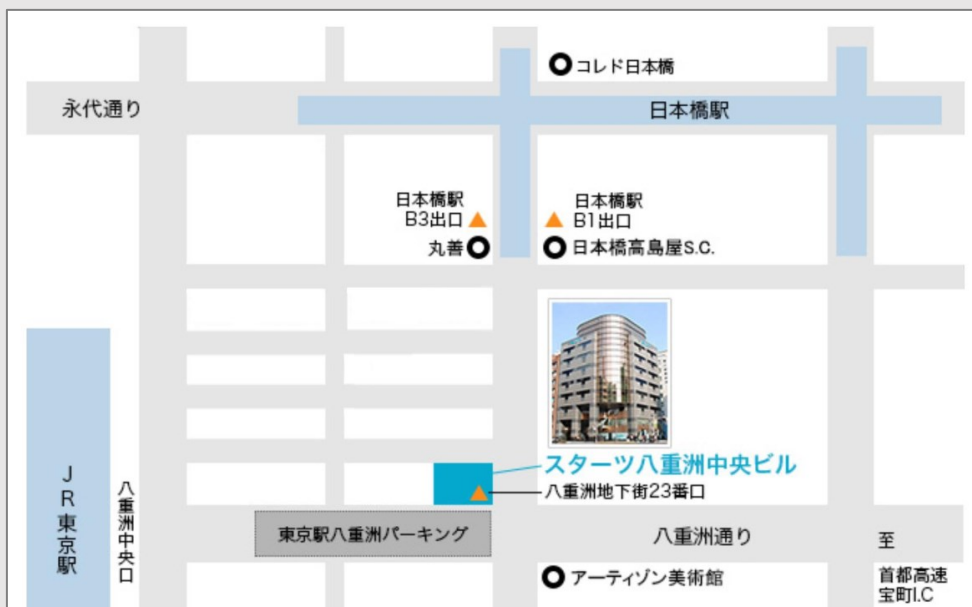 コレド日本橋
永代通り
日本橋駅
日本橋駅
B3出口
日本橋駅
B1出口
丸善
日本橋高島屋S.C.
スターツ八重洲中央ビル
八重洲地下街23番口
JR東京駅
八重洲中央口
東京駅八重洲パーキング
八重洲通り
至
首都高速
宝町I.C
アーティゾン美術館